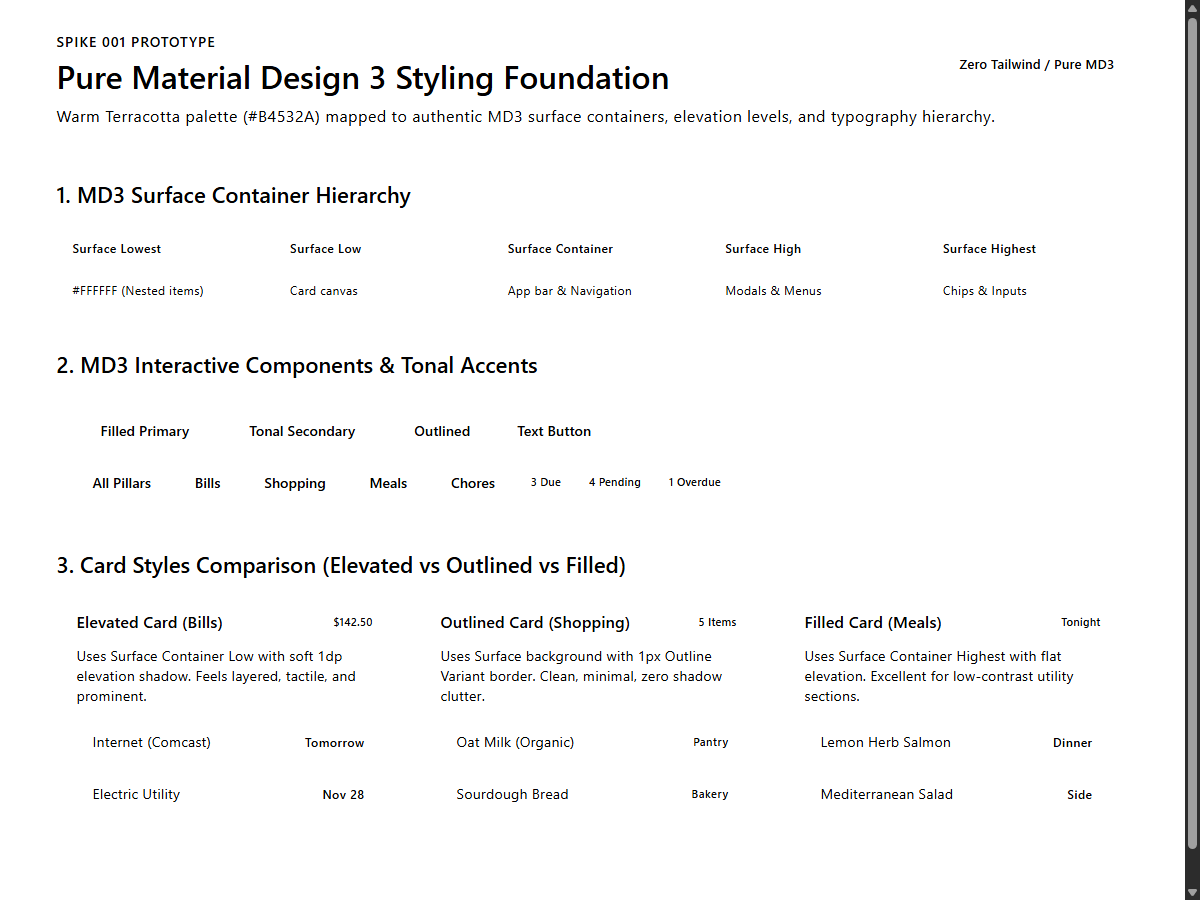 SPIKE 001 PROTOTYPE
Pure Material Design 3 Styling Foundation
Zero Tailwind / Pure MD3
Warm Terracotta palette (#B4532A) mapped to authentic MD3 surface containers, elevation levels, and typography hierarchy.
1. MD3 Surface Container Hierarchy
Surface Lowest
#FFFFFF (Nested items)
Surface Low
Card canvas
Surface Container
App bar & Navigation
Surface High
Modals & Menus
Surface Highest
Chips & Inputs
2. MD3 Interactive Components & Tonal Accents
Filled Primary Tonal Secondary Outlined Text Button
All Pillars Bills Shopping Meals Chores 3 Due 4 Pending 1 Overdue
3. Card Styles Comparison (Elevated vs Outlined vs Filled)
Elevated Card (Bills) $142.50
Uses Surface Container Low with soft 1dp
elevation shadow. Feels layered, tactile, and
prominent.
Internet (Comcast) Tomorrow
Electric Utility Nov 28
Outlined Card (Shopping) 5 Items
Uses Surface background with 1px Outline
Variant border. Clean, minimal, zero shadow
clutter.
Oat Milk (Organic) Pantry
Sourdough Bread Bakery
Filled Card (Meals) Tonight
Uses Surface Container Highest with flat
elevation. Excellent for low-contrast utility
sections.
Lemon Herb Salmon Dinner
Mediterranean Salad Side